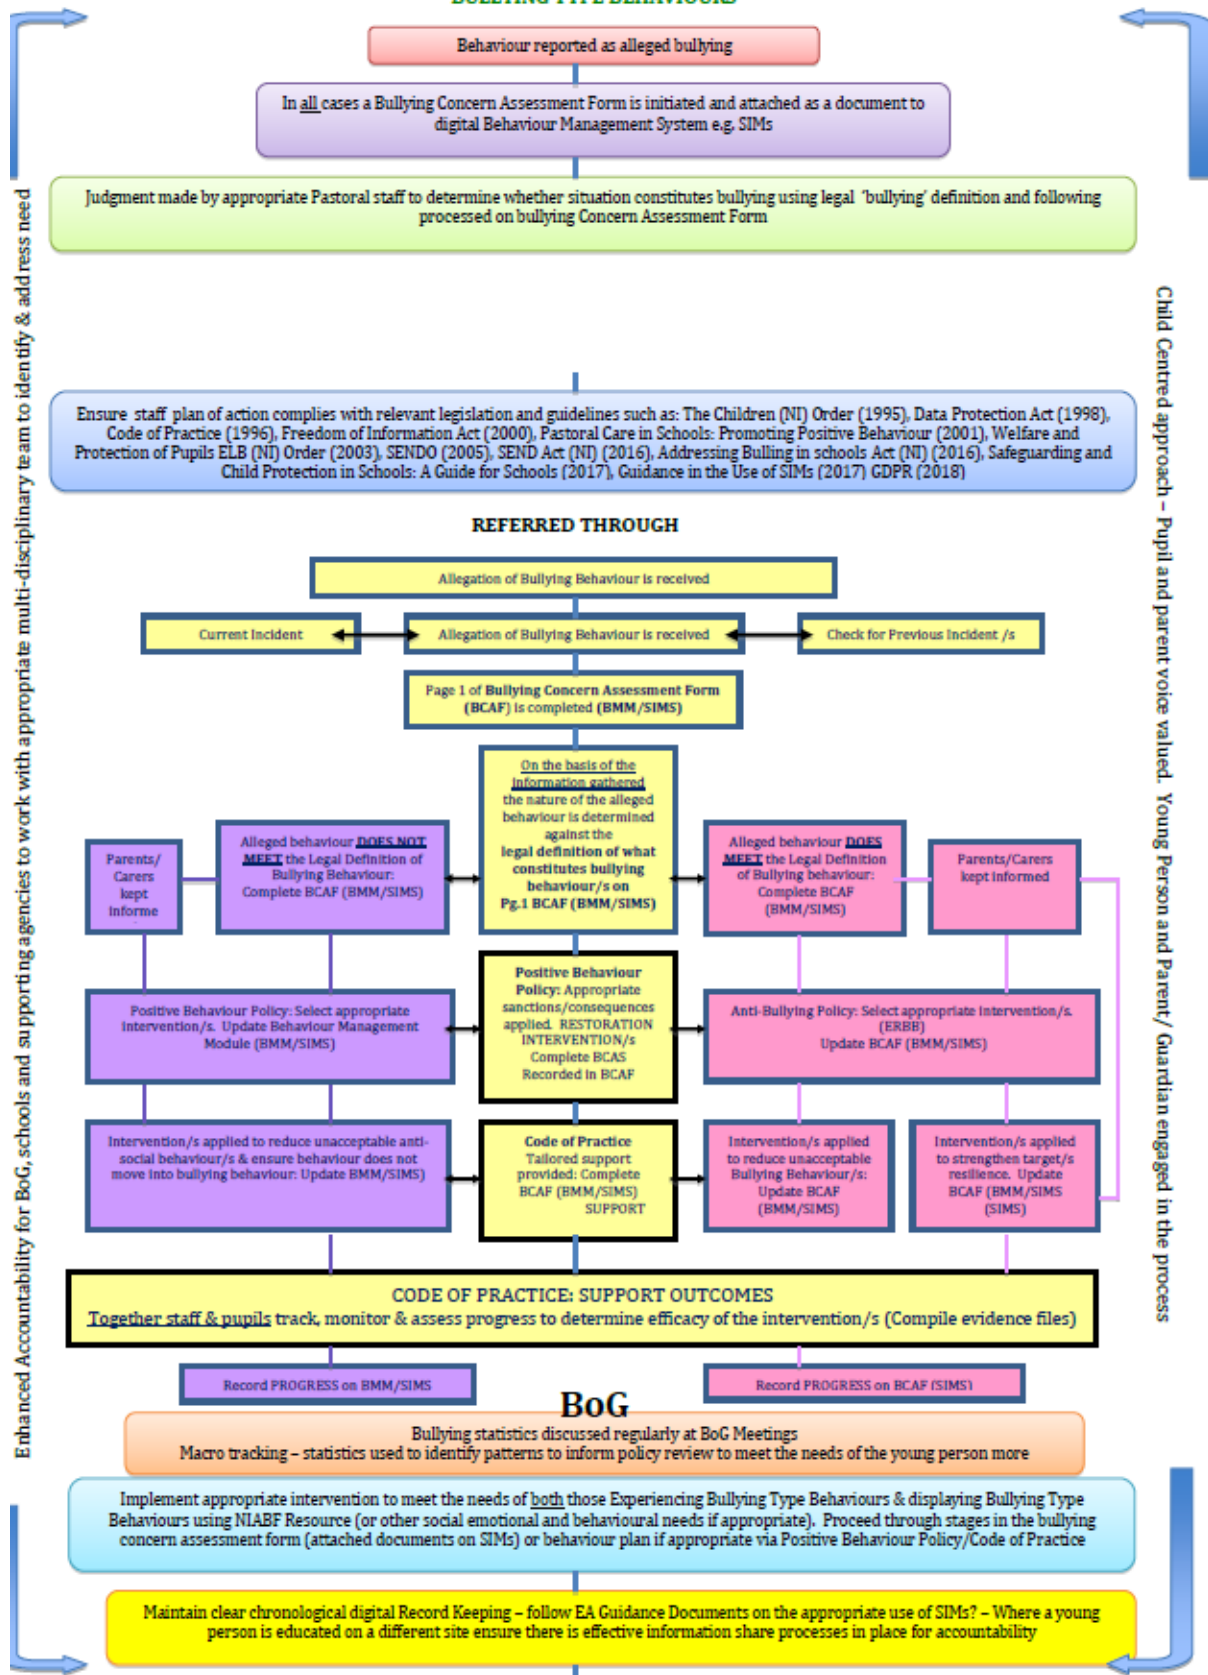 BULLYING TYPE BEHAVIOURS
Behaviour reported as alleged bullying
In all cases a Bullying Concern Assessment Form is initiated and attached as a document to
digital Behaviour Management System e.g. SIMs
Judgment made by appropriate Pastoral staff to determine whether situation constitutes bullying using legal 'bullying' definition and following
processed on bullying Concern Assessment Form
Enhanced Accountability for BoG, schools and supporting agencies to work with appropriate multi-disciplinary team to identify & address need
Child Centred approach – Pupil and parent voice valued. Young Person and Parent/ Guardian engaged in the process
Ensure staff plan of action complies with relevant legislation and guidelines such as: The Children (NI) Order (1995), Data Protection Act (1998),
Code of Practice (1996), Freedom of Information Act (2000), Pastoral Care in Schools: Promoting Positive Behaviour (2001), Welfare and
Protection of Pupils ELB (NI) Order (2003), SENDO (2005), SEND Act (NI) (2016), Addressing Bulling in schools Act (NI) (2016), Safeguarding and
Child Protection in Schools: A Guide for Schools (2017), Guidance in the Use of SIMs (2017) GDPR (2018)
REFERRED THROUGH
Allegation of Bullying Behaviour is received
Current Incident
Allegation of Bullying Behaviour is received
Check for Previous Incident /s
Page 1 of Bullying Concern Assessment Form
(BCAF) is completed (BMM/SIMS)
Parents/
Carers
kept
informe
Alleged behaviour DOES NOT
MEET the Legal Definition of
Bullying Behaviour:
Complete BCAF (BMM/SIMS)
On the basis of the
information gathered
the nature of the alleged
behaviour is determined
against the
legal definition of what
constitutes bullying
behaviour/s on
Pg.1 BCAF (BMM/SIMS)
Alleged behaviour DOES
MEET the Legal Definition
of Bullying behaviour:
Complete BCAF
(BMM/SIMS)
Parents/Carers
kept informed
Positive Behaviour Policy: Select appropriate
intervention/s. Update Behaviour Management
Module (BMM/SIMS)
Positive Behaviour
Policy: Appropriate
sanctions/consequences
applied. RESTORATION
INTERVENTION/s
Complete BCAS
Recorded in BCAF
Anti-Bullying Policy: Select appropriate intervention/s.
(ERBB)
Update BCAF (BMM/SIMS)
Intervention/s applied to reduce unacceptable anti-
social behaviour/s & ensure behaviour does not
move into bullying behaviour: Update BMM/SIMS)
Code of Practice
Tailored support
provided: Complete
BCAF (BMM/SIMS)
SUPPORT
Intervention/s applied
to reduce unacceptable
Bullying Behaviour/s:
Update BCAF
(BMM/SIMS)
Intervention/s applied
to strengthen target/s
resilience. Update
BCAF (BMM/SIMS
(SIMS)
CODE OF PRACTICE: SUPPORT OUTCOMES
Together staff & pupils track, monitor & assess progress to determine efficacy of the intervention/s (Compile evidence files)
Record PROGRESS on BMM/SIMS
Record PROGRESS on BCAF (SIMS)
BoG
Bullying statistics discussed regularly at BoG Meetings
Macro tracking – statistics used to identify patterns to inform policy review to meet the needs of the young person more
Implement appropriate intervention to meet the needs of both those Experiencing Bullying Type Behaviours & displaying Bullying Type
Behaviours using NIABF Resource (or other social emotional and behavioural needs if appropriate). Proceed through stages in the bullying
concern assessment form (attached documents on SIMs) or behaviour plan if appropriate via Positive Behaviour Policy/Code of Practice
Maintain clear chronological digital Record Keeping – follow EA Guidance Documents on the appropriate use of SIMs? – Where a young
person is educated on a different site ensure there is effective information share processes in place for accountability